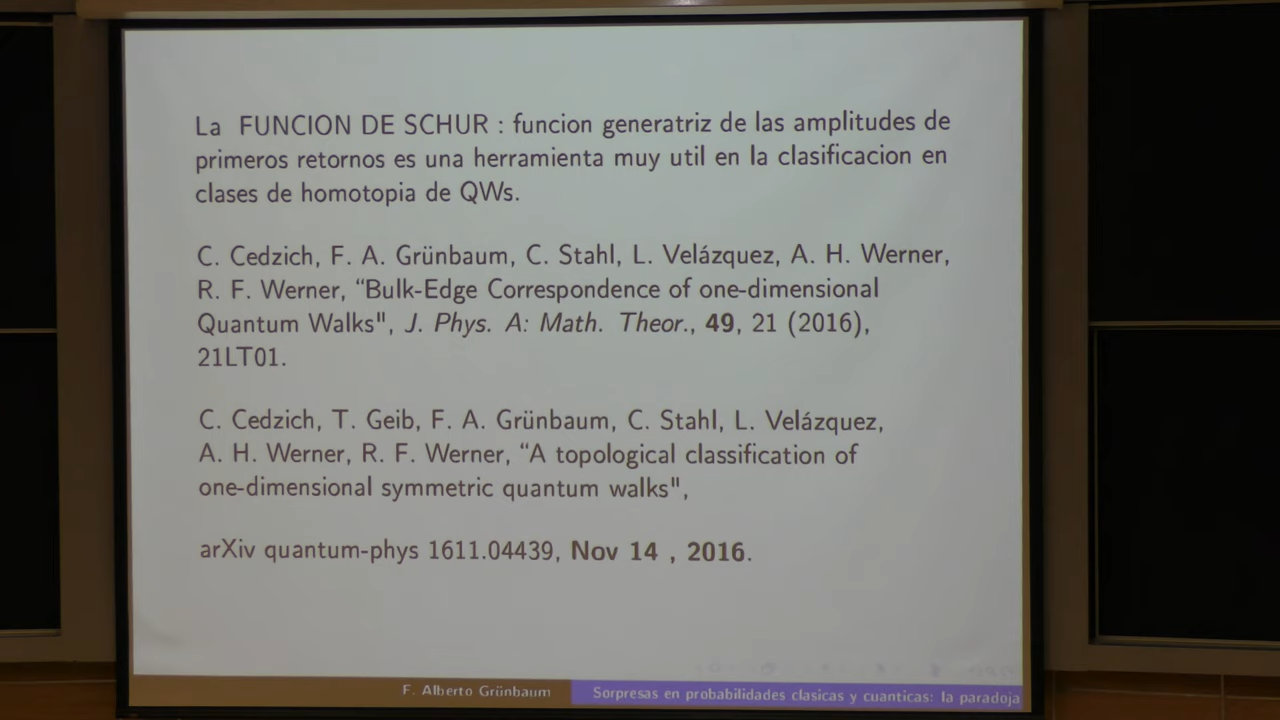 La FUNCION DE SCHUR : funcion generatriz de las amplitudes de
primeros retornos es una herramienta muy util en la clasificacion en
clases de homotopia de QWs.
C. Cedzich, F. A. Grünbaum, C. Stahl, L. Velázquez, A. H. Werner,
R. F. Werner, “Bulk-Edge Correspondence of one-dimensional
Quantum Walks", J. Phys. A: Math. Theor., 49, 21 (2016),
21LT01.
C. Cedzich, T. Geib, F. A. Grünbaum, C. Stahl, L. Velázquez,
A. H. Werner, R. F. Werner, “A topological classification of
one-dimensional symmetric quantum walks",
arXiv quantum-phys 1611.04439, Nov 14 , 2016.
F. Alberto Grünbaum Sorpresas en probabilidades clasicas y cuanticas: la paradoja